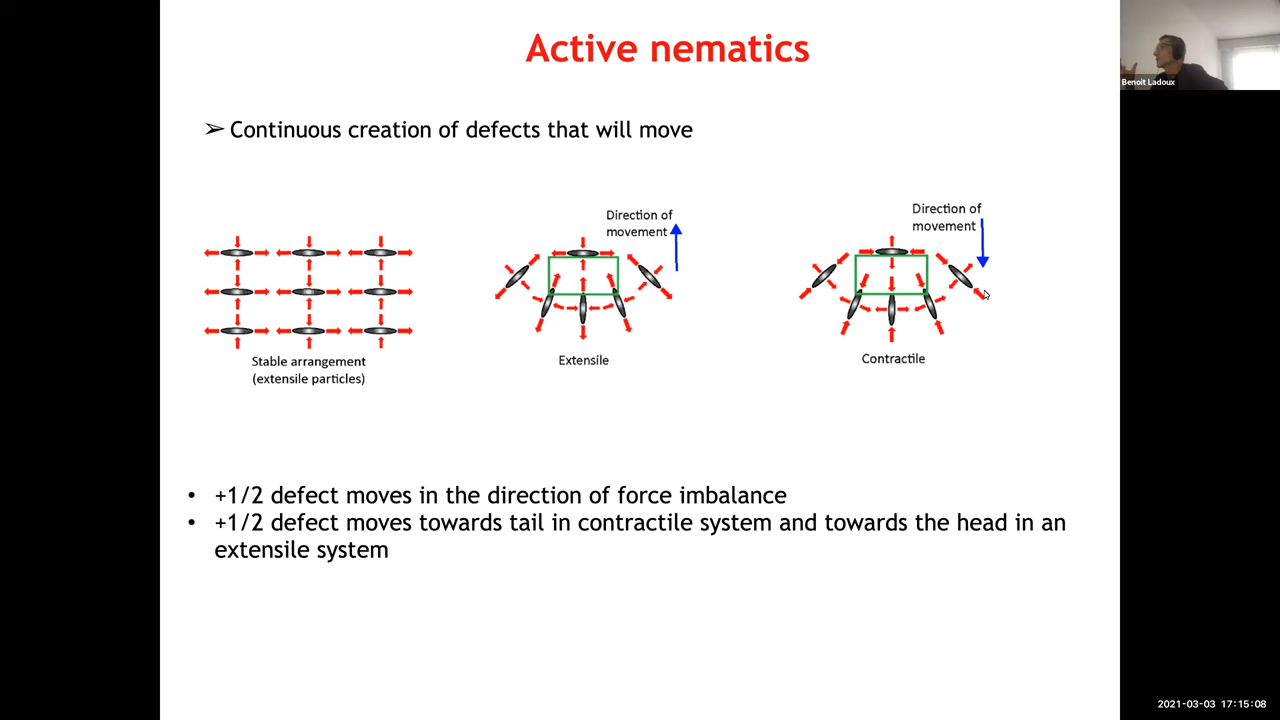 Active nematics
Benoit Ladoux
➢ Continuous creation of defects that will move
Direction of
movement
Direction of
movement
Stable arrangement
(extensile particles)
Extensile
Contractile
• +1/2 defect moves in the direction of force imbalance
• +1/2 defect moves towards tail in contractile system and towards the head in an
extensile system
2021-03-03 17:15:08